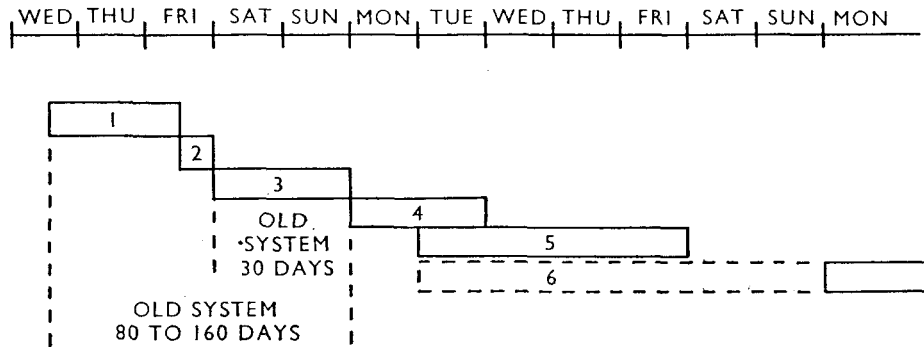 WED THU FRI SAT SUN MON TUE WED THU FRI SAT SUN MON
1
2
3
4
5
6
OLD
SYSTEM
30 DAYS
OLD SYSTEM
80 TO 160 DAYS